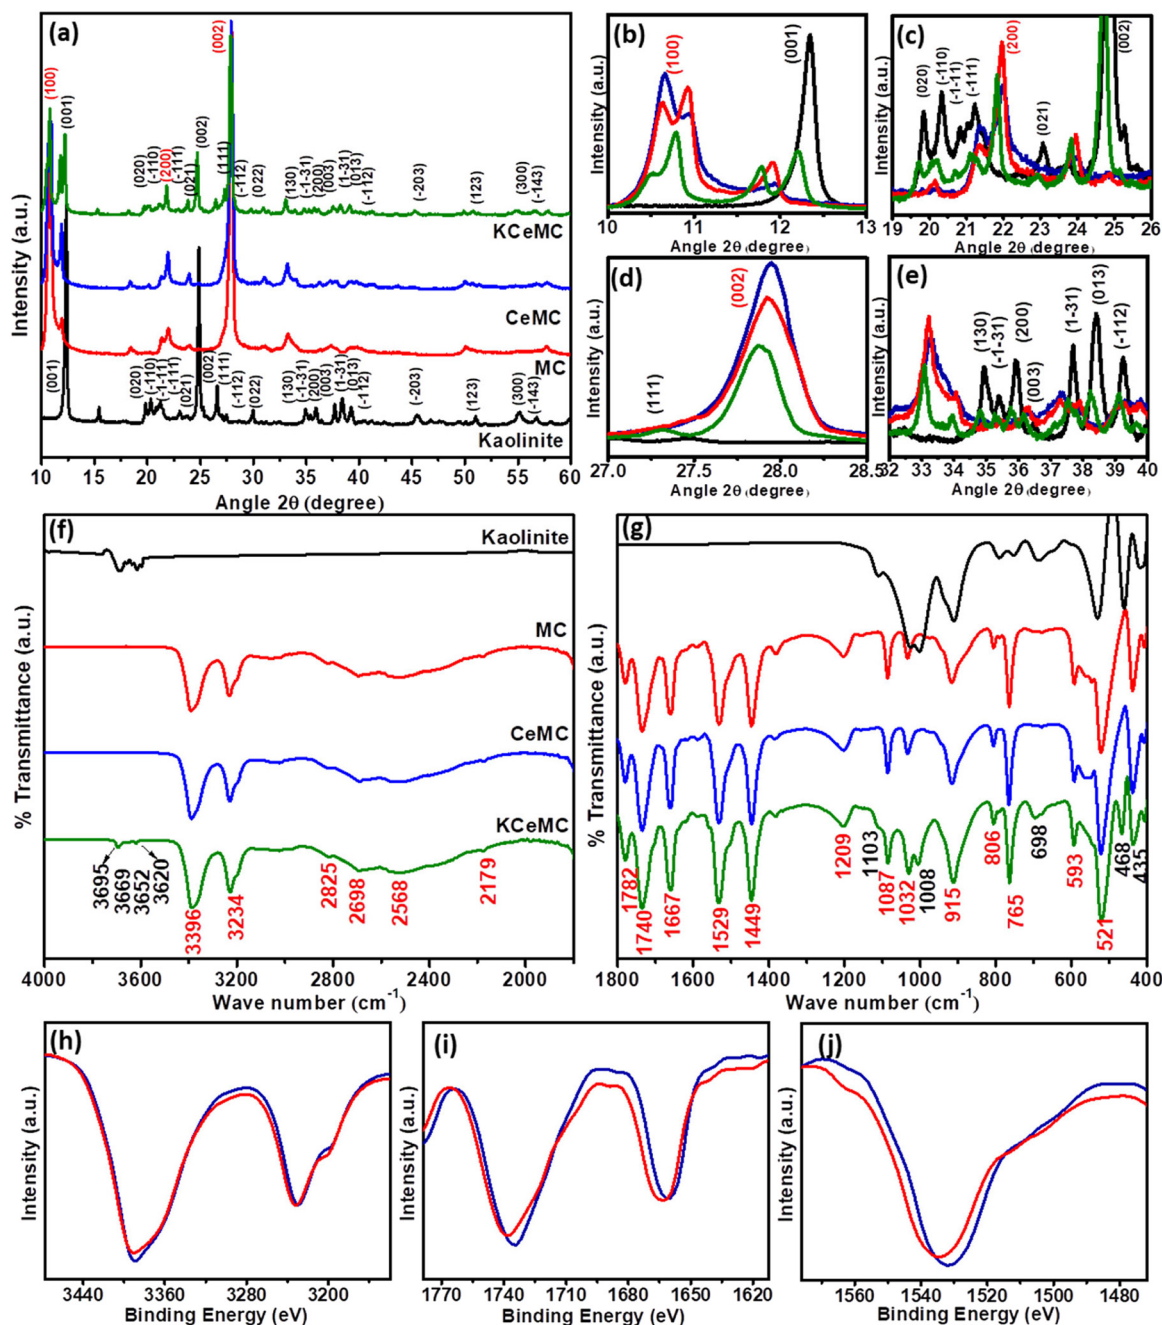 (a)
(100)
(001)
(002)
(002)
(020)
(-110)
(200)
(-111)
(021)
(111)
(-112)
(022)
(130)
(-1-31)
(200)
(003)
(1-31)
(013)
(-112)
(-203)
(123)
(300)
(-143)
KCeMC
CeMC
MC
(001)
(020)
(-110)
(-1-11)
(-111)
(021)
(002)
(111)
(-112)
(022)
(130)
(-1-31)
(200)
(003)
(1-31)
(013)
(-112)
(-203)
(123)
(300)
(-143)
Kaolinite
Intensity (a.u.)
10 15 20 25 30 35 40 45 50 55 60
Angle 2θ (degree)
(b)
(100)
(001)
Intensity (a.u.)
10 11 12 13
Angle 2θ (degree)
(c)
(020)
(-110)
(-1-11)
(-111)
(200)
(021)
(002)
Intensity (a.u.)
19 20 21 22 23 24 25 26
Angle 2θ (degree)
(d)
(002)
(111)
Intensity (a.u.)
27.0 27.5 28.0 28.5
Angle 2θ (degree)
(e)
(130)
(-1-31)
(200)
(003)
(1-31)
(013)
(-112)
Intensity (a.u.)
32 33 34 35 36 37 38 39 40
Angle 2θ (degree)
(f)
Kaolinite
MC
CeMC
KCeMC
3695
3669
3652
3620
3396
3234
2825
2698
2568
2179
% Transmittance (a.u.)
4000 3600 3200 2800 2400 2000
Wave number (cm⁻¹)
(g)
1782
1740
1667
1529
1449
1209
1103
1087
1032
1008
915
806
765
698
593
521
468
435
% Transmittance (a.u.)
1800 1600 1400 1200 1000 800 600 400
Wave number (cm⁻¹)
(h)
Intensity (a.u.)
3440 3360 3280 3200
Binding Energy (eV)
(i)
Intensity (a.u.)
1770 1740 1710 1680 1650 1620
Binding Energy (eV)
(j)
Intensity (a.u.)
1560 1540 1520 1500 1480
Binding Energy (eV)